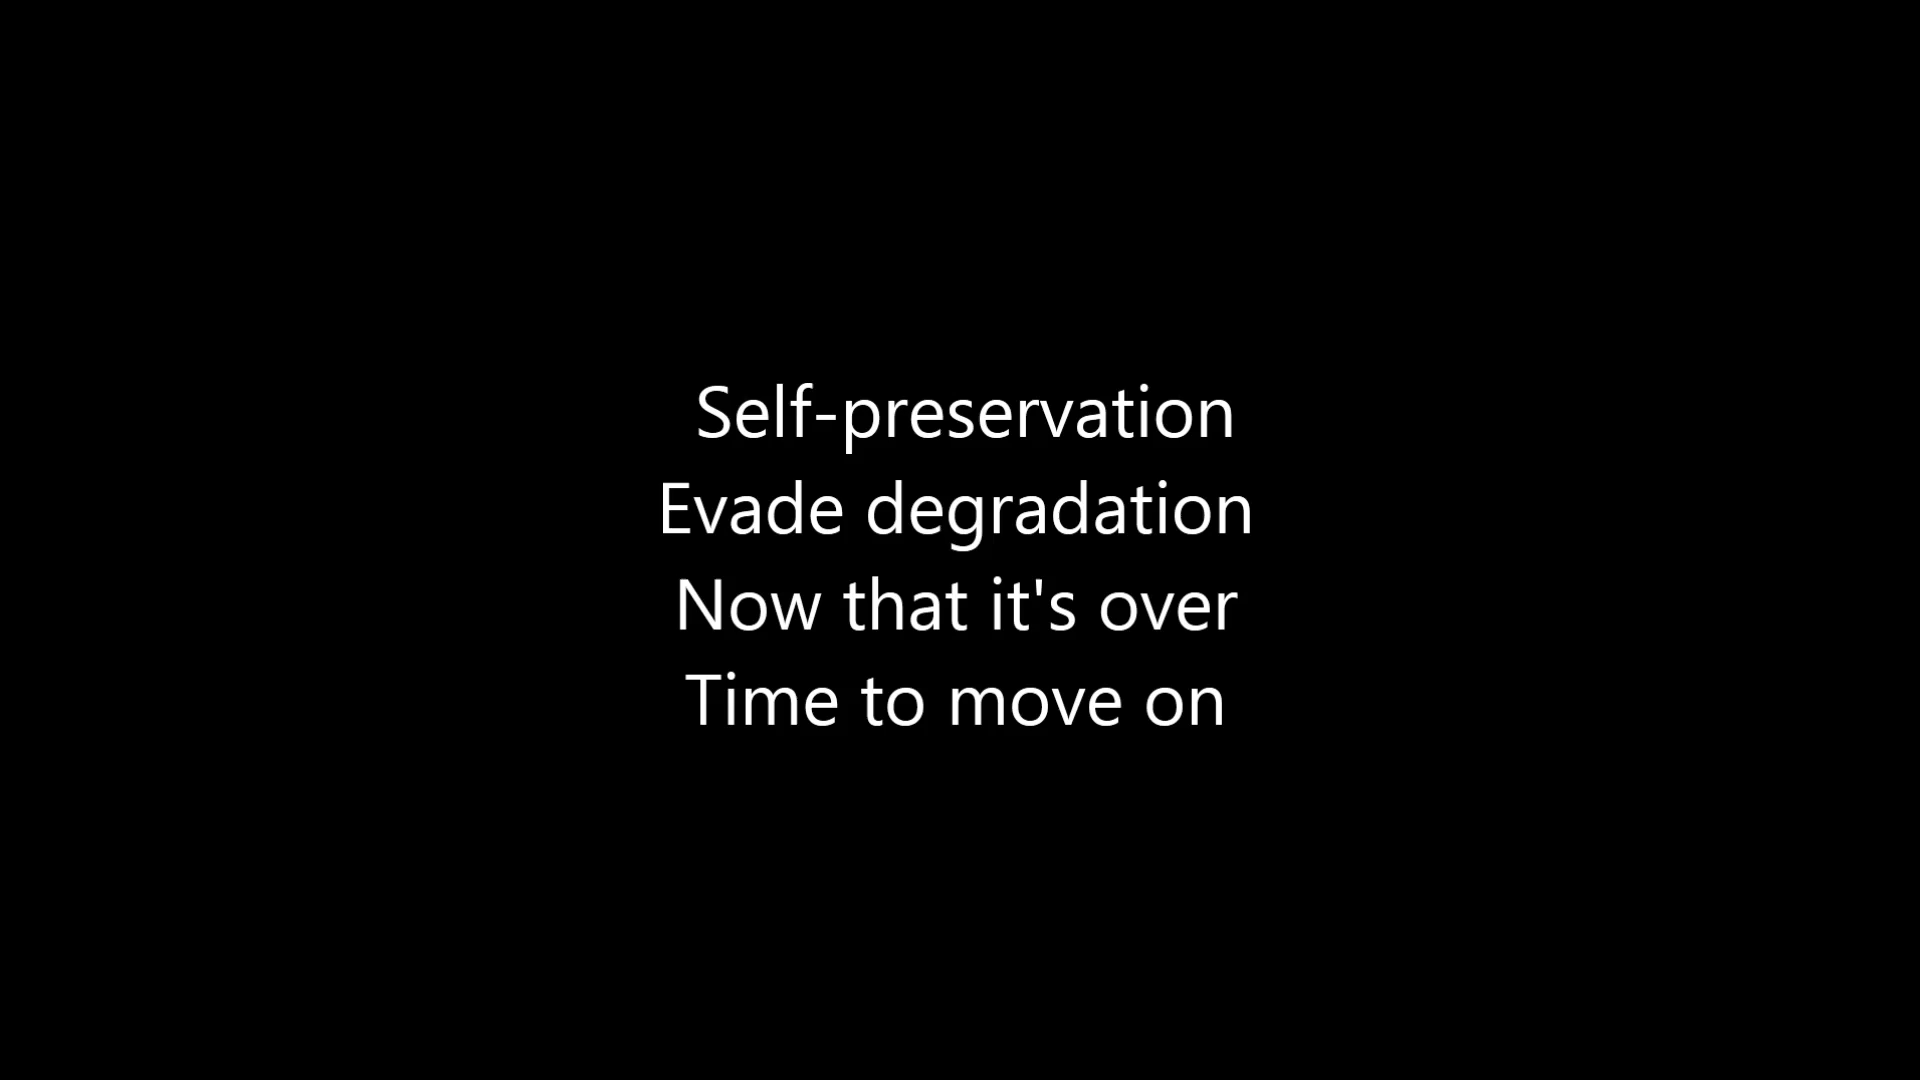 Self-preservation
Evade degradation
Now that it's over
Time to move on